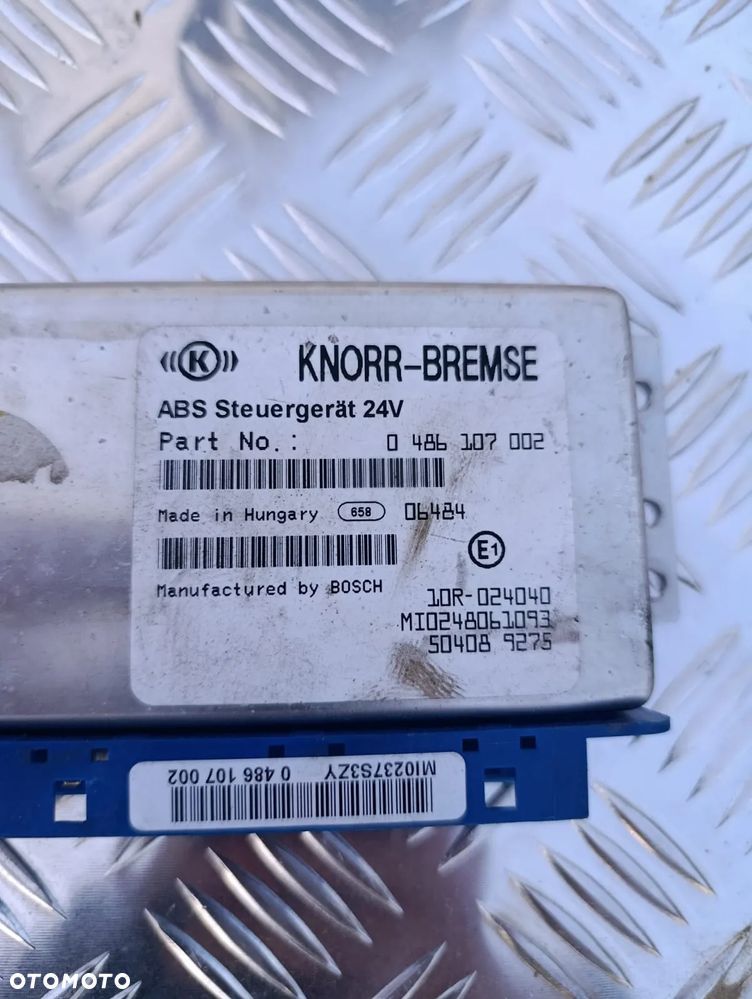 ((K)) KNORR-BREMSE
ABS Steuergerät 24V
Part No.: 0 486 107 002
Made in Hungary 658 06484
E1
Manufactured by BOSCH
10R-024040
MI0248061093
50408 9275
MI0237S3ZY 0 486 107 002
OTOMOTO